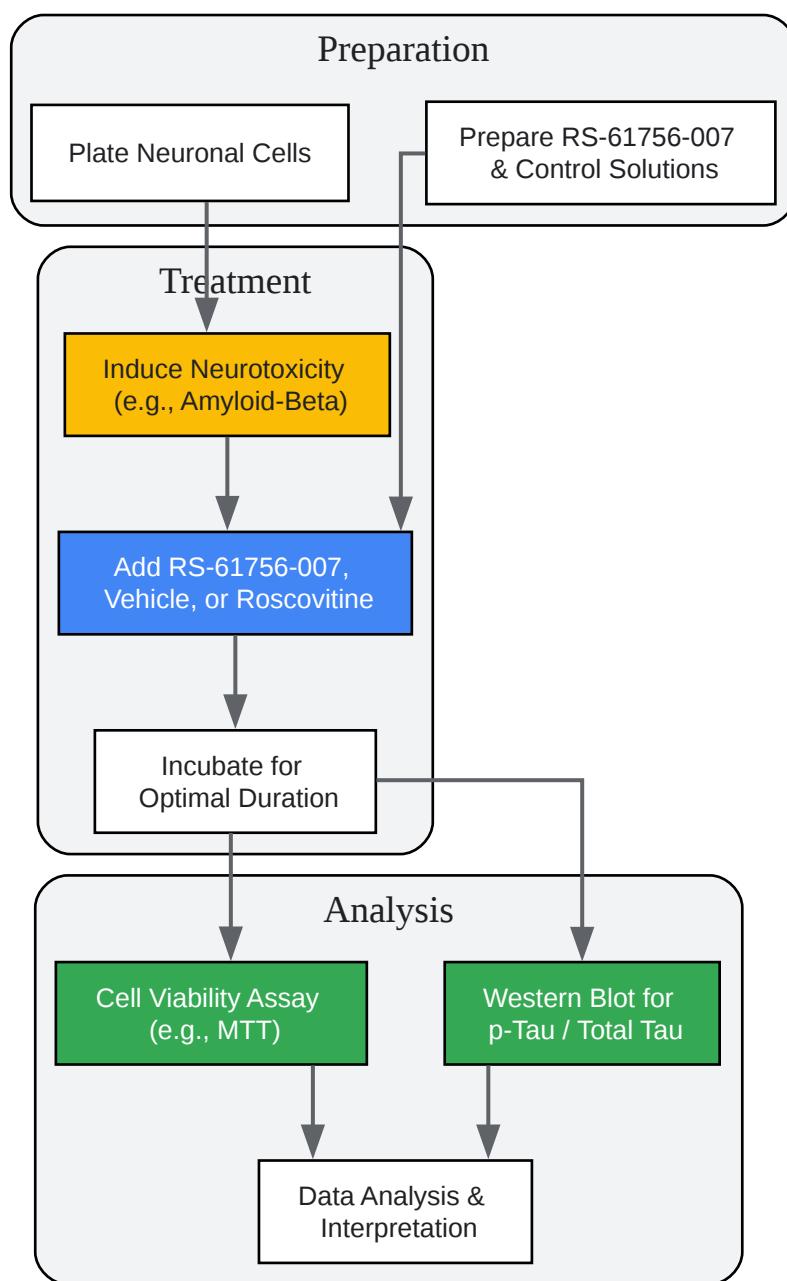 Preparation
Plate Neuronal Cells
Prepare RS-61756-007
& Control Solutions
Treatment
Induce Neurotoxicity
(e.g., Amyloid-Beta)
Add RS-61756-007,
Vehicle, or Roscovitine
Incubate for
Optimal Duration
Analysis
Cell Viability Assay
(e.g., MTT)
Western Blot for
p-Tau / Total Tau
Data Analysis &
Interpretation